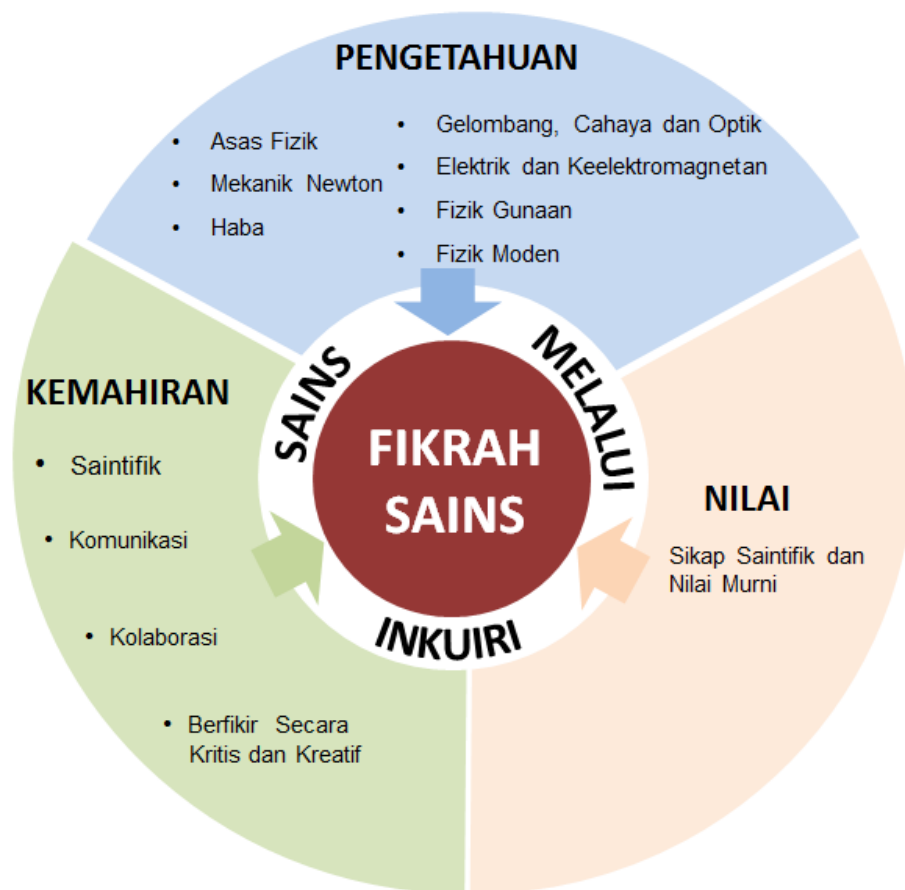 PENGETAHUAN
• Asas Fizik
• Mekanik Newton
• Haba
• Gelombang, Cahaya dan Optik
• Elektrik dan Keelektromagnetan
• Fizik Gunaan
• Fizik Moden
SAINS
MELALUI
INKUIRI
FIKRAH
SAINS
KEMAHIRAN
• Saintifik
• Komunikasi
• Kolaborasi
• Berfikir Secara
Kritis dan Kreatif
NILAI
Sikap Saintifik dan
Nilai Murni